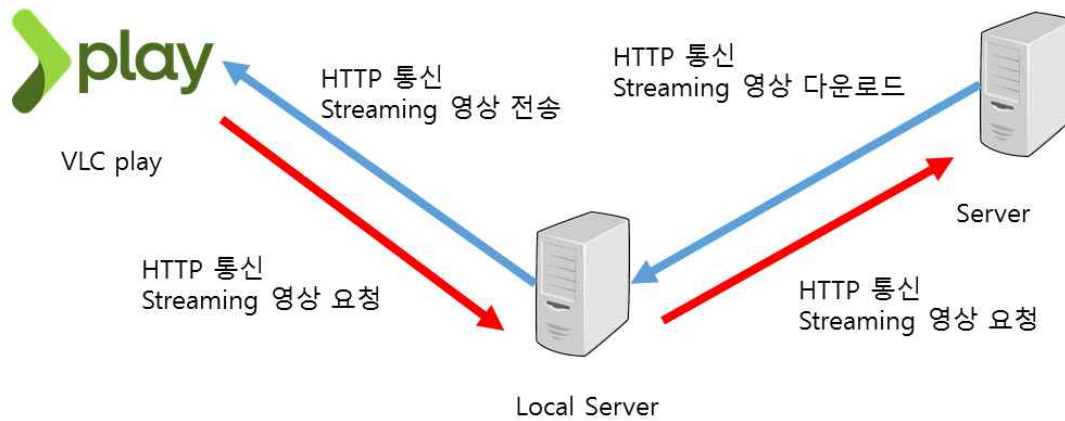 play
VLC play
HTTP 통신
Streaming 영상 전송
HTTP 통신
Streaming 영상 다운로드
Server
HTTP 통신
Streaming 영상 요청
HTTP 통신
Streaming 영상 요청
Local Server